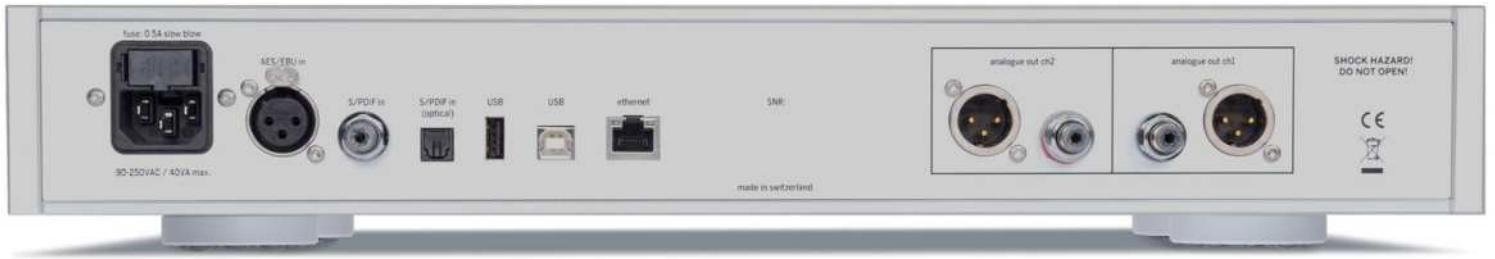 fuse: 0.5A slow blow
AES/EBU in
S/PDIF in
S/PDIF in
(optical)
USB
USB
ethernet
SNR:
analogue out ch2
analogue out ch1
SHOCK HAZARD!
DO NOT OPEN!
CE
90-250VAC / 40VA max.
made in switzerland